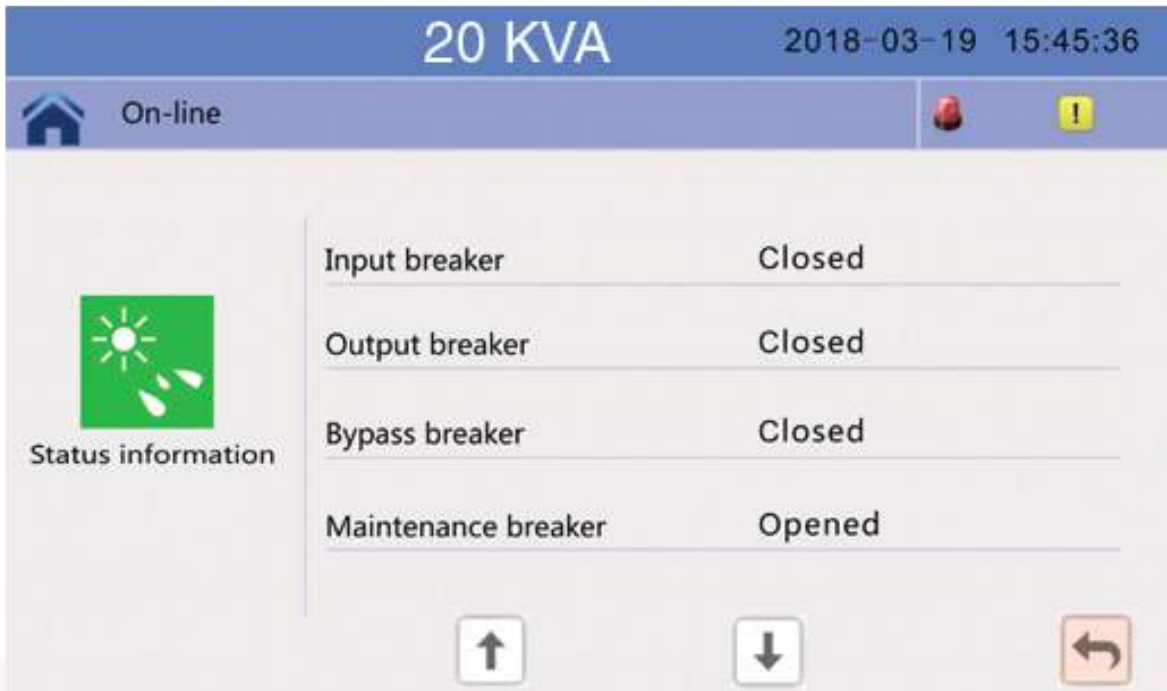 20 KVA 2018-03-19 15:45:36
On-line !
Input breaker Closed
Output breaker Closed
Bypass breaker Closed
Status information
Maintenance breaker Opened